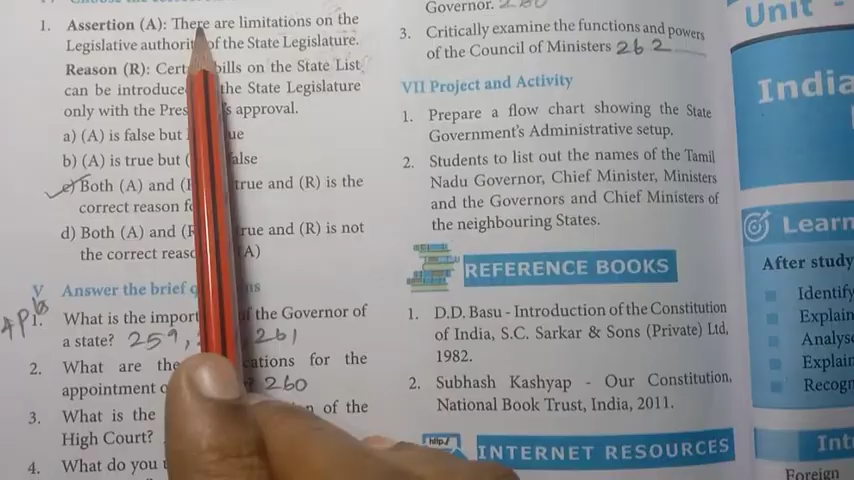 1. Assertion (A): There are limitations on the
Legislative authori of the State Legislature.
Reason (R): Cert bills on the State List
can be introduce the State Legislature
only with the Pres 's approval.
a) (A) is false but ue
b) (A) is true but ( alse
c) Both (A) and ( true and (R) is the
correct reason fo
d) Both (A) and (R rue and (R) is not
the correct reaso (A)
V Answer the brief q ns
1. What is the import f the Governor of
a state? 259, 261
2. What are the cations for the
appointment o 260
3. What is the on of the
High Court?
4. What do you
Governor. 260
3. Critically examine the functions and powers
of the Council of Ministers 262
VII Project and Activity
1. Prepare a flow chart showing the State
Government's Administrative setup.
2. Students to list out the names of the Tamil
Nadu Governor, Chief Minister, Ministers
and the Governors and Chief Ministers of
the neighbouring States.
REFERENCE BOOKS
1. D.D. Basu - Introduction of the Constitution
of India, S.C. Sarkar & Sons (Private) Ltd,
1982.
2. Subhash Kashyap - Our Constitution,
National Book Trust, India, 2011.
http://
INTERNET RESOURCES
Unit -
India
Learn
After study
Identify
Explain
Analyse
Explain
Recogn
Int
Foreign